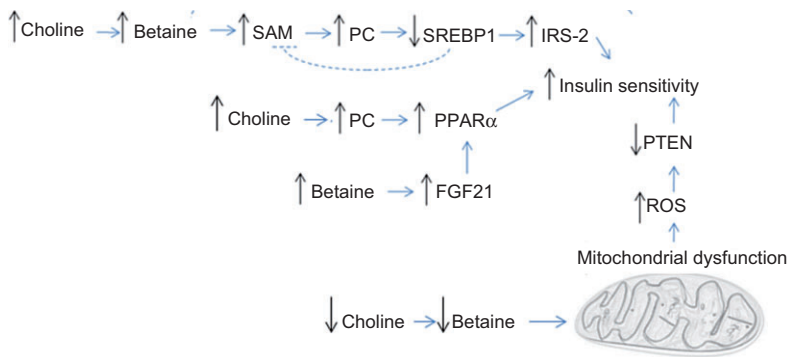 Choline Betaine SAM PC SREBP1 IRS-2
Insulin sensitivity
Choline PC PPARα
PTEN
Betaine FGF21
ROS
Mitochondrial dysfunction
Choline Betaine